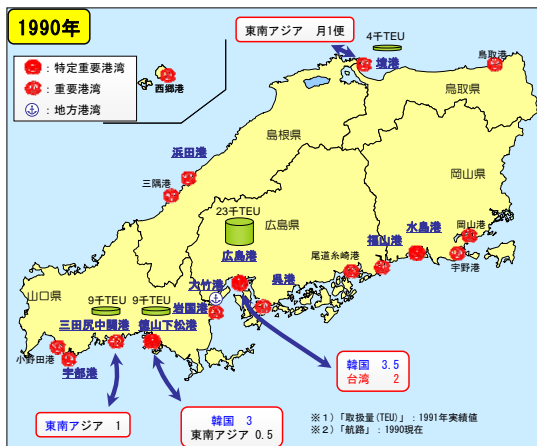 1990年
：特定重要港湾
：重要港湾
：地方港湾
西郷港
東南アジア　月1便
4千TEU
境港
鳥取港
鳥取県
島根県
浜田港
三隅港
岡山県
23千TEU
広島県
広島港
水島港
岡山港
福山港
宇野港
尾道糸崎港
呉港
大竹港
岩国港
山口県
9千TEU
9千TEU
三田尻中関港
徳山下松港
小野田港
宇部港
韓国　3.5
台湾　2
東南アジア　1
韓国　3
東南アジア 0.5
※１）「取扱量(TEU)」：1991年実績値
※２）「航路」：1990現在